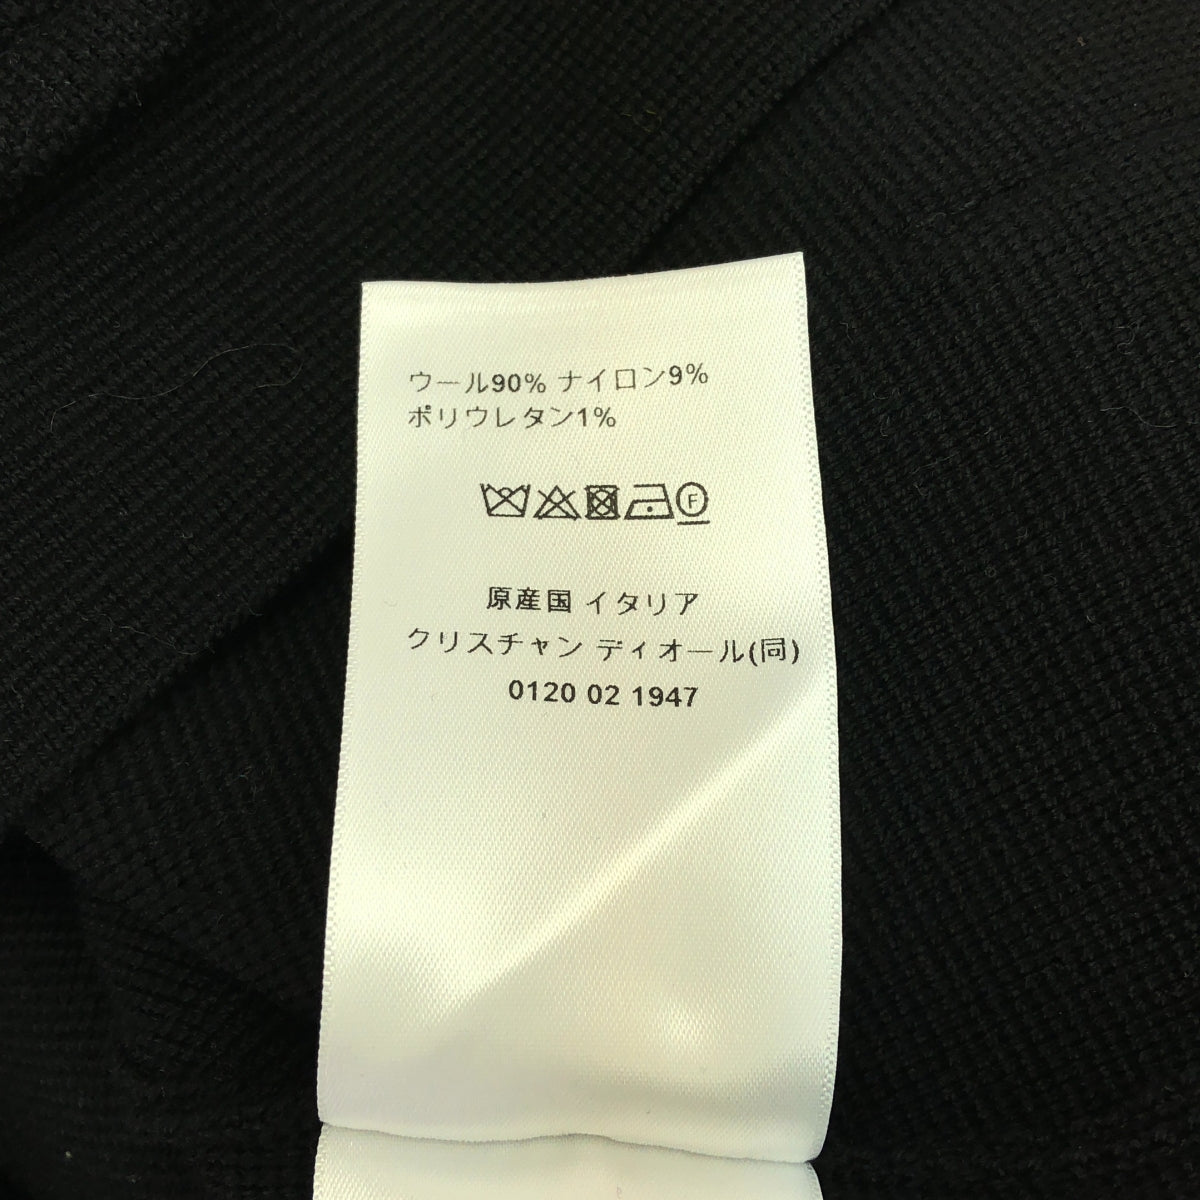 ウール90% ナイロン9%
ポリウレタン1%
F
原産国 イタリア
クリスチャン ディオール(同)
0120 02 1947